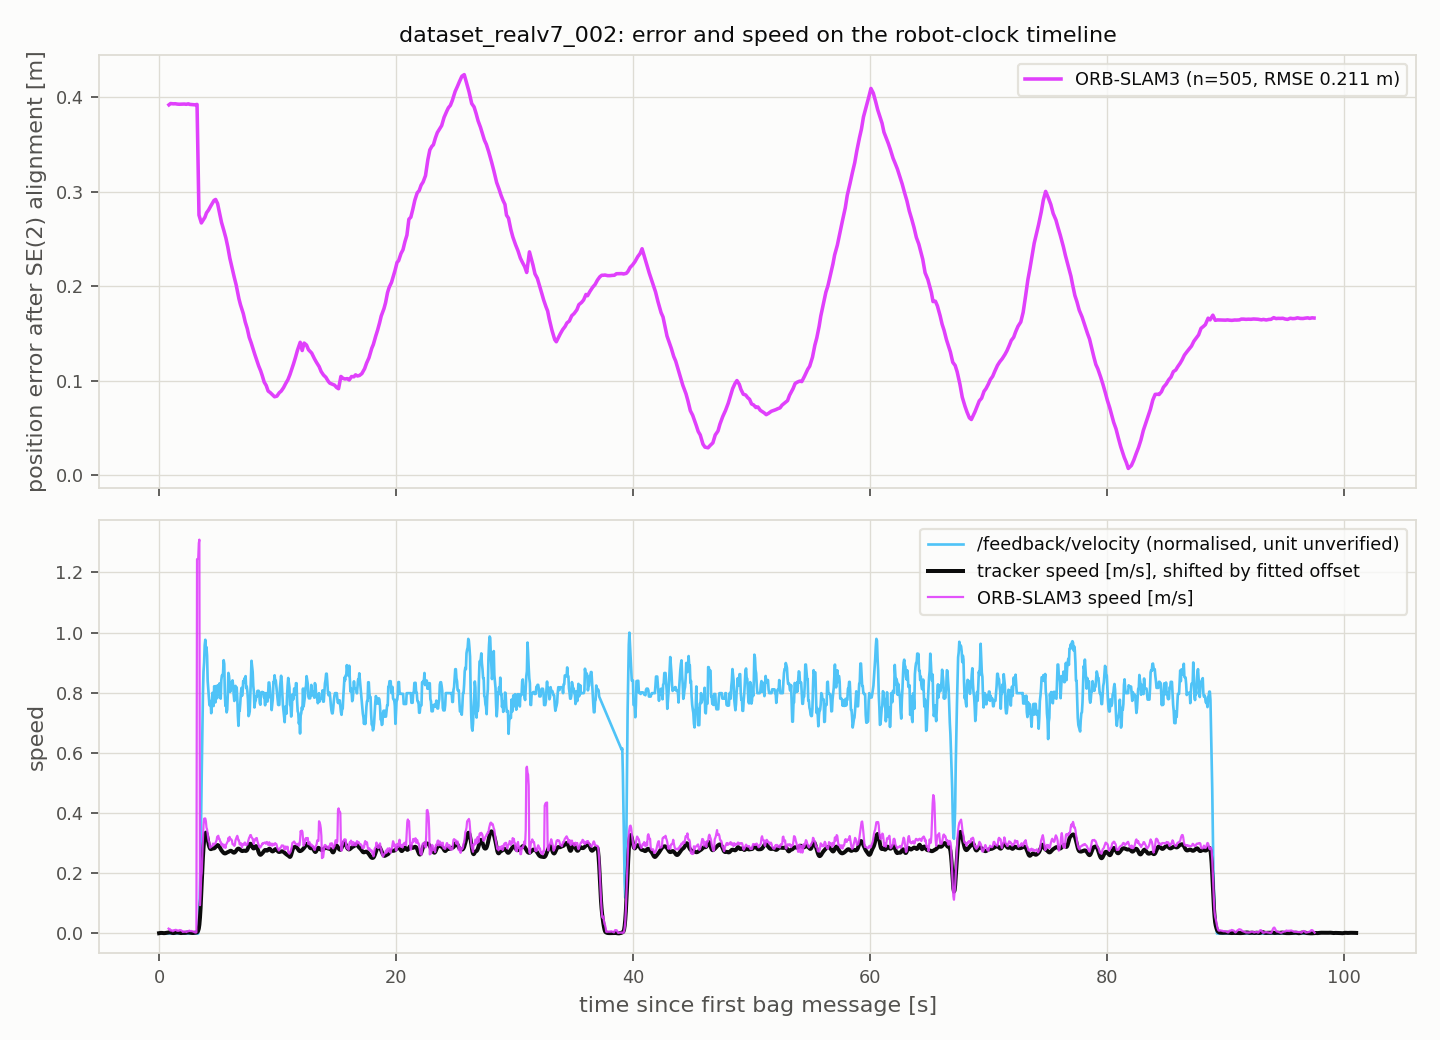 dataset_realv7_002: error and speed on the robot-clock timeline
position error after SE(2) alignment [m]
0.4
0.3
0.2
0.1
0.0
ORB-SLAM3 (n=505, RMSE 0.211 m)
speed
1.2
1.0
0.8
0.6
0.4
0.2
0.0
/feedback/velocity (normalised, unit unverified)
tracker speed [m/s], shifted by fitted offset
ORB-SLAM3 speed [m/s]
0 20 40 60 80 100
time since first bag message [s]